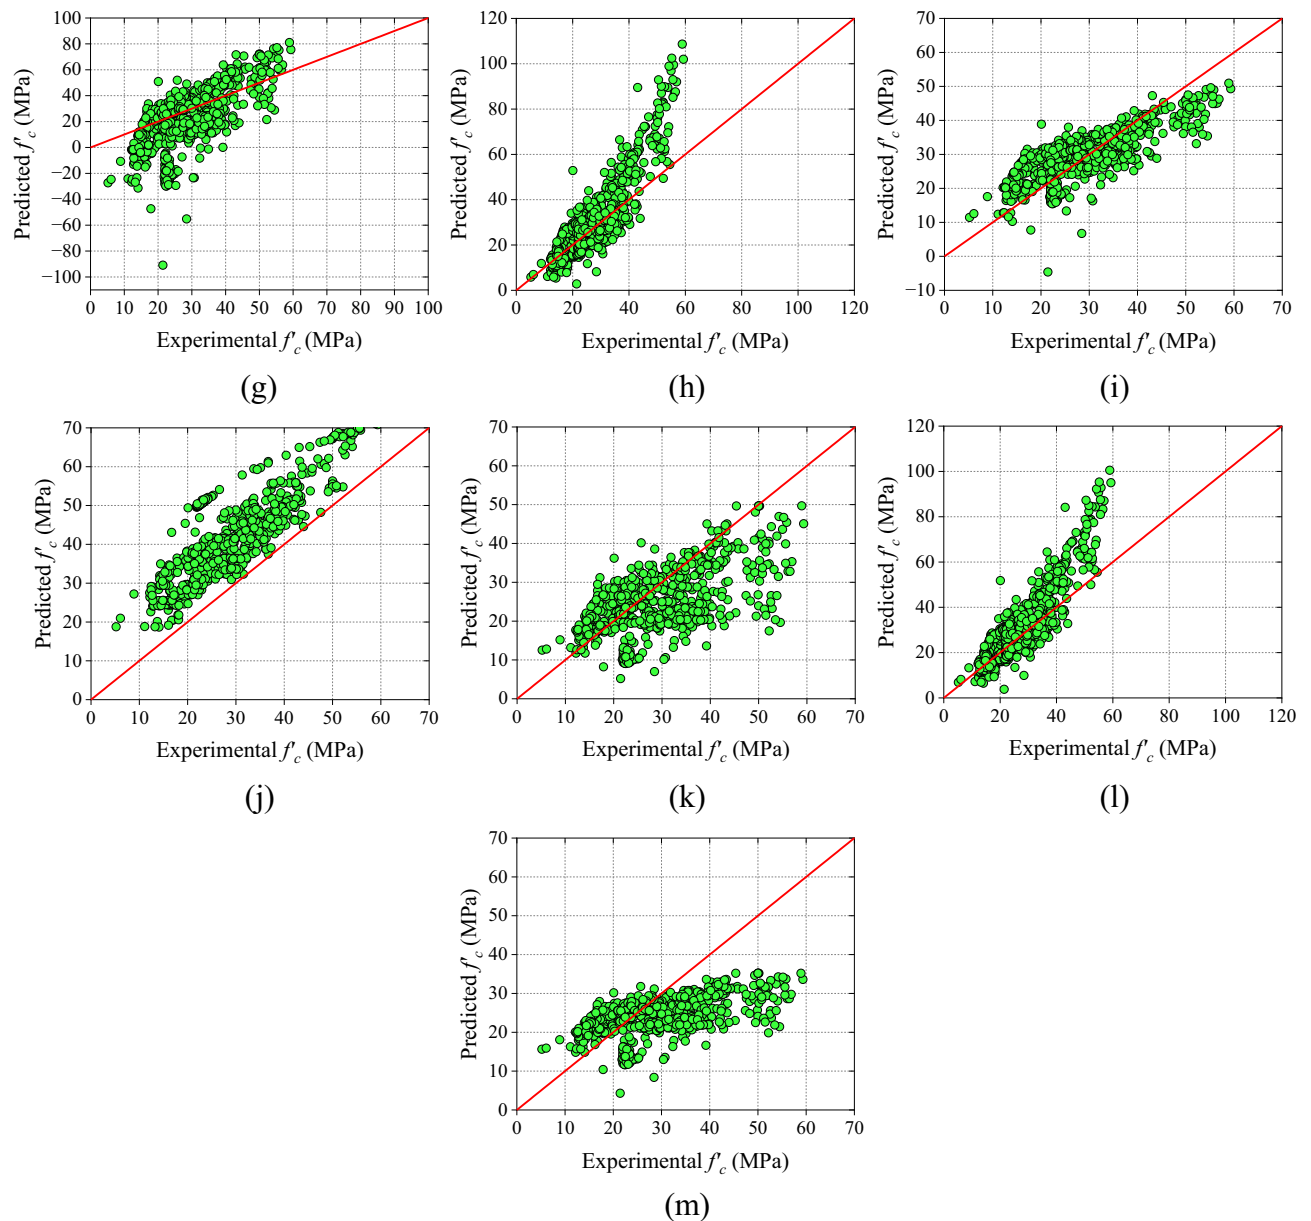 100
80
60
40
20
0
−20
−40
−60
−80
−100
Predicted f′c (MPa)
0 10 20 30 40 50 60 70 80 90 100
Experimental f′c (MPa)
(g)
120
100
80
60
40
20
0
Predicted f′c (MPa)
0 20 40 60 80 100 120
Experimental f′c (MPa)
(h)
70
60
50
40
30
20
10
0
−10
Predicted f′c (MPa)
0 10 20 30 40 50 60 70
Experimental f′c (MPa)
(i)
70
60
50
40
30
20
10
0
Predicted f′c (MPa)
0 10 20 30 40 50 60 70
Experimental f′c (MPa)
(j)
70
60
50
40
30
20
10
0
Predicted f′c (MPa)
0 10 20 30 40 50 60 70
Experimental f′c (MPa)
(k)
120
100
80
60
40
20
0
Predicted f′c (MPa)
0 20 40 60 80 100 120
Experimental f′c (MPa)
(l)
70
60
50
40
30
20
10
0
Predicted f′c (MPa)
0 10 20 30 40 50 60 70
Experimental f′c (MPa)
(m)